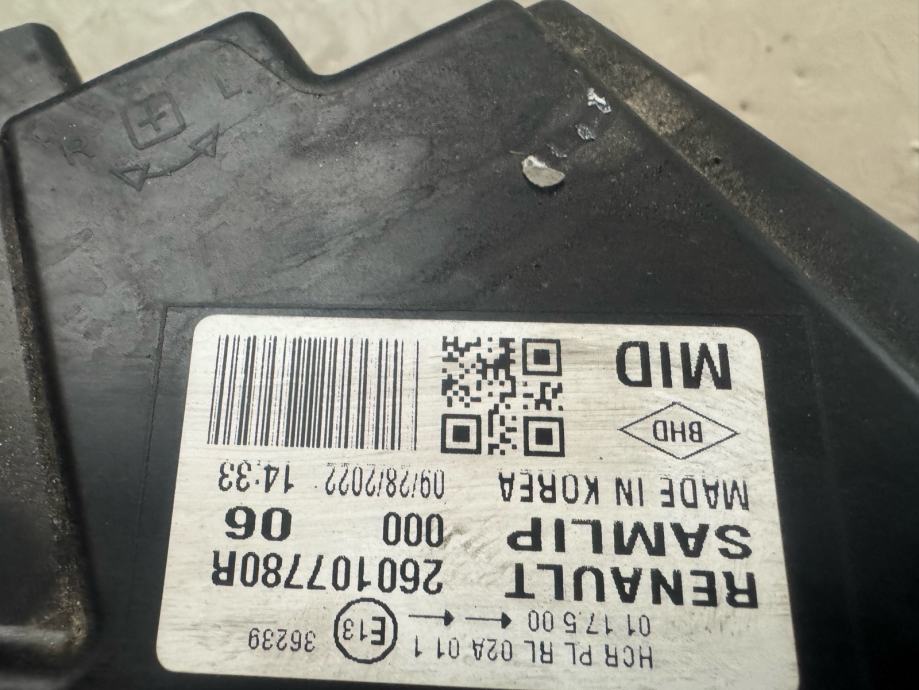 HCR PL RL 02A 01 1 E13 36239
01 17.5 00
RENAULT 260107780R
SAMLIP 000 06
MADE IN KOREA 09/28/2022 14:33
BHD
MID
R L